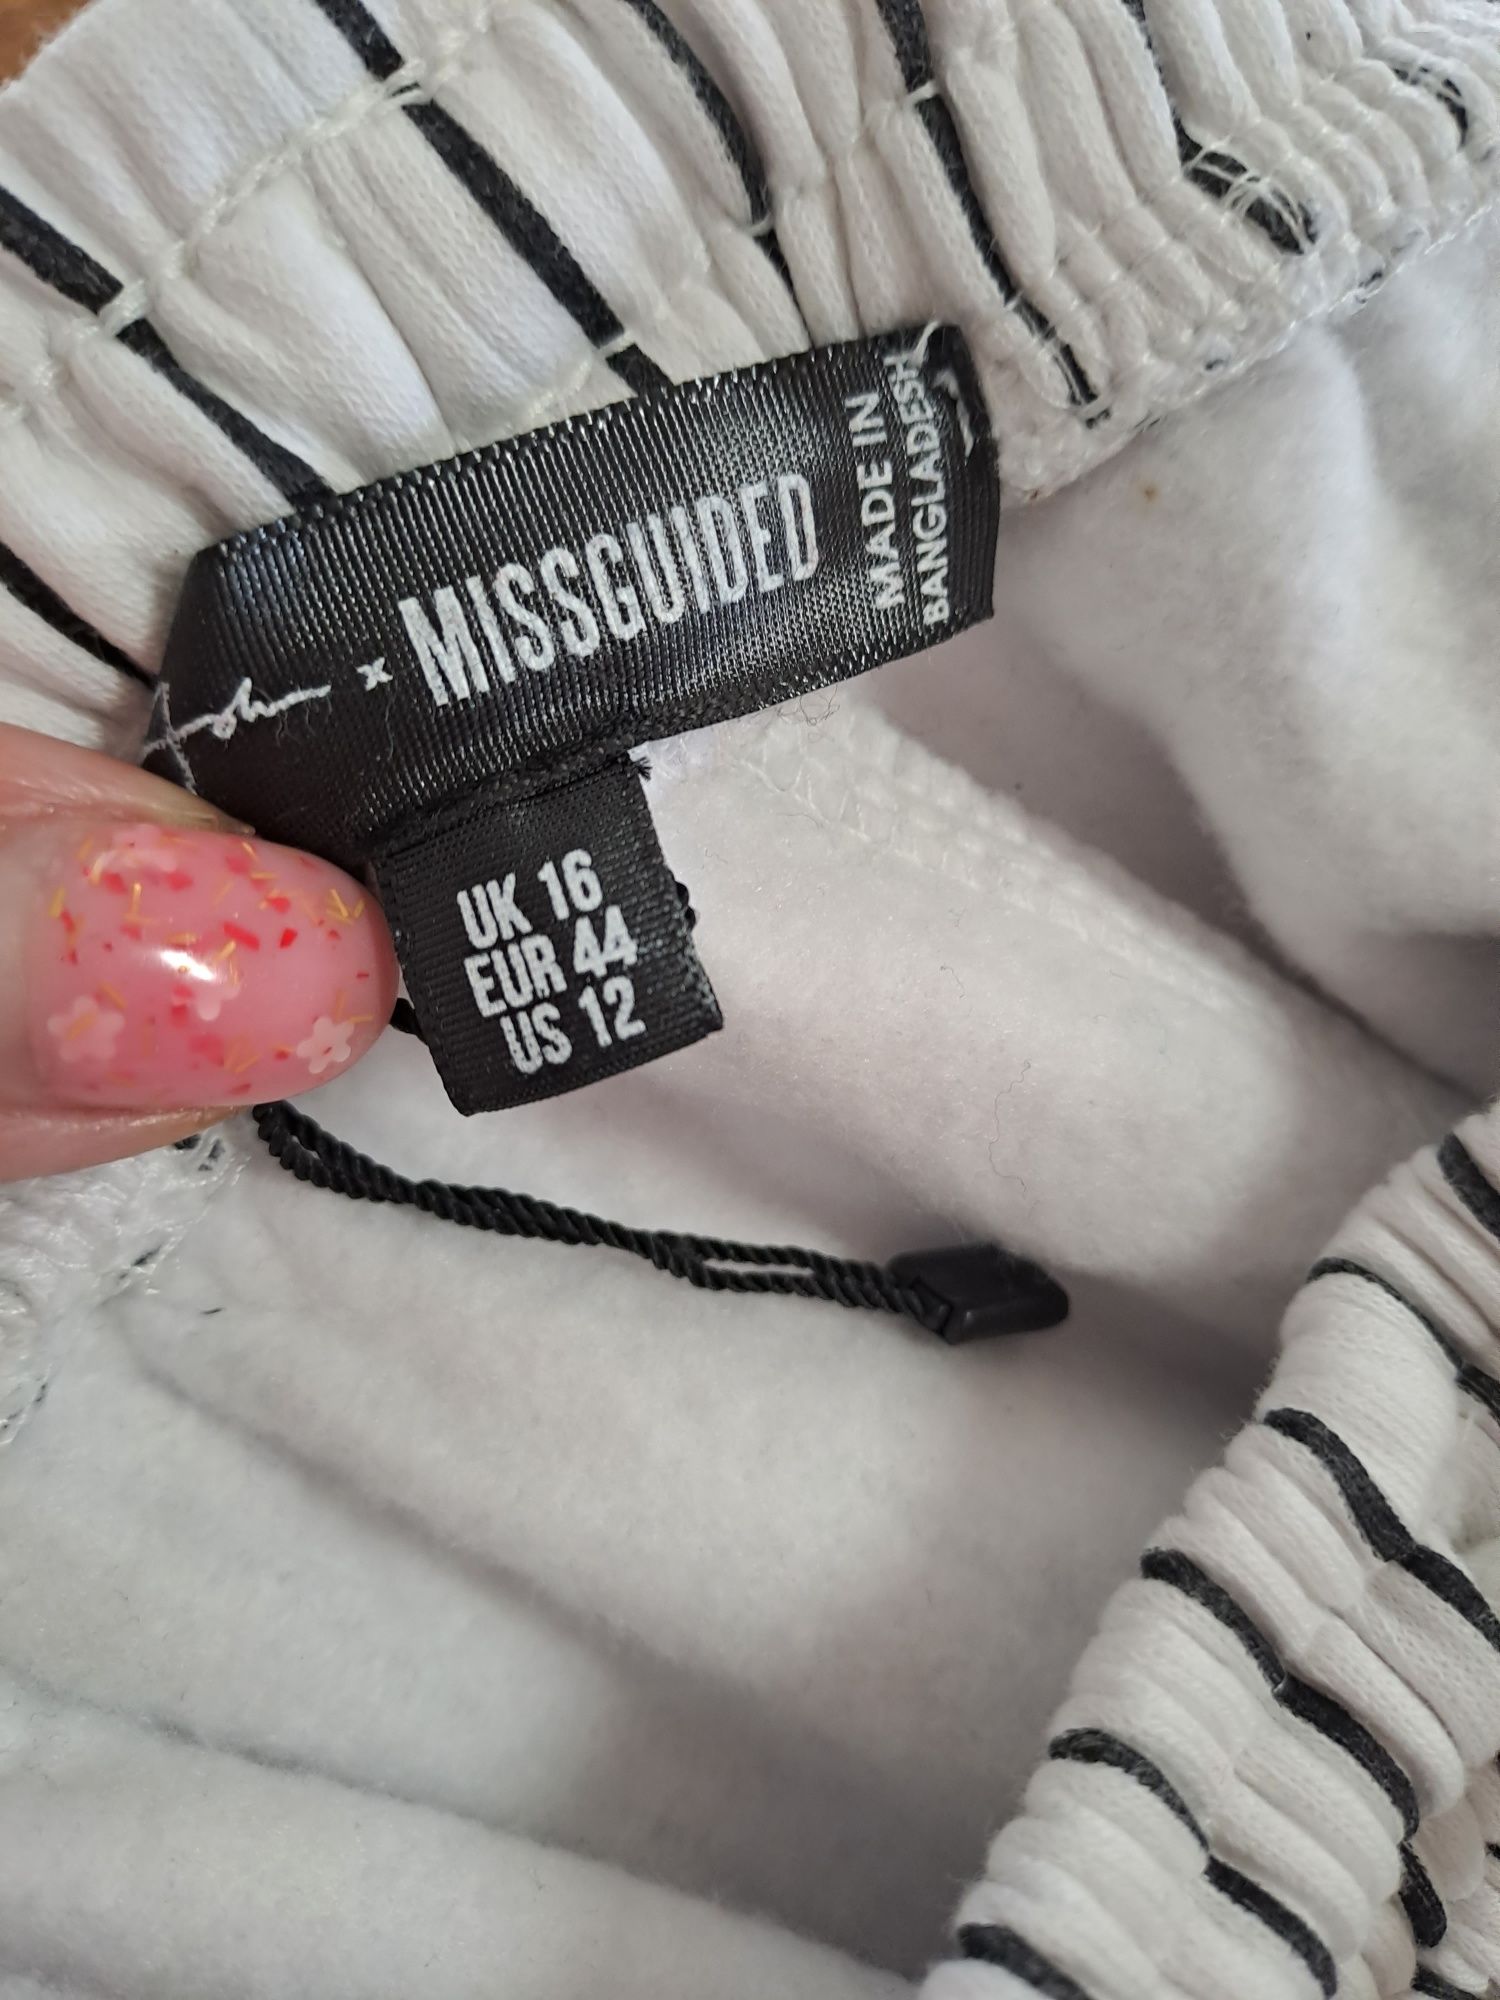 x MISSGUIDED
MADE IN
BANGLADESH
UK 16
EUR 44
US 12